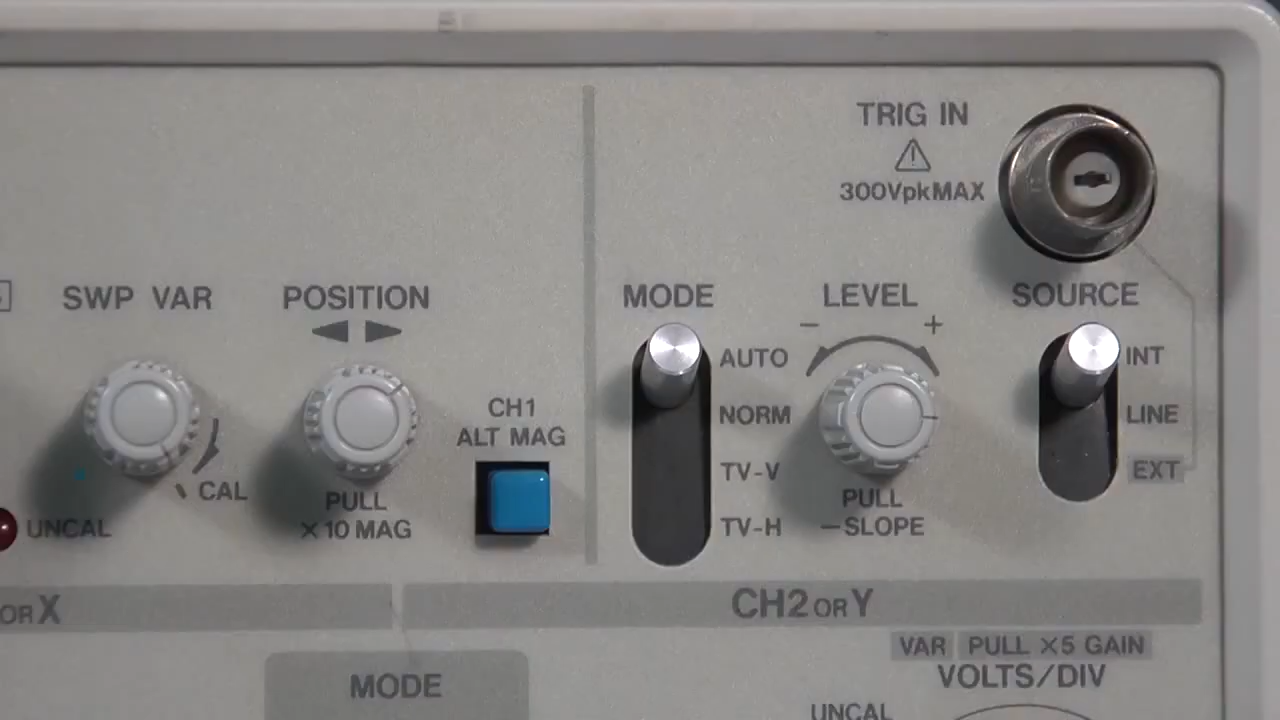 TRIG IN
300VpkMAX
SWP VAR
POSITION
MODE
LEVEL
SOURCE
− +
AUTO
INT
CH1
ALT MAG
NORM
LINE
TV-V
EXT
CAL
PULL
×10 MAG
PULL
−SLOPE
UNCAL
TV-H
OR X
CH2 OR Y
VAR PULL ×5 GAIN
VOLTS/DIV
MODE
UNCAL